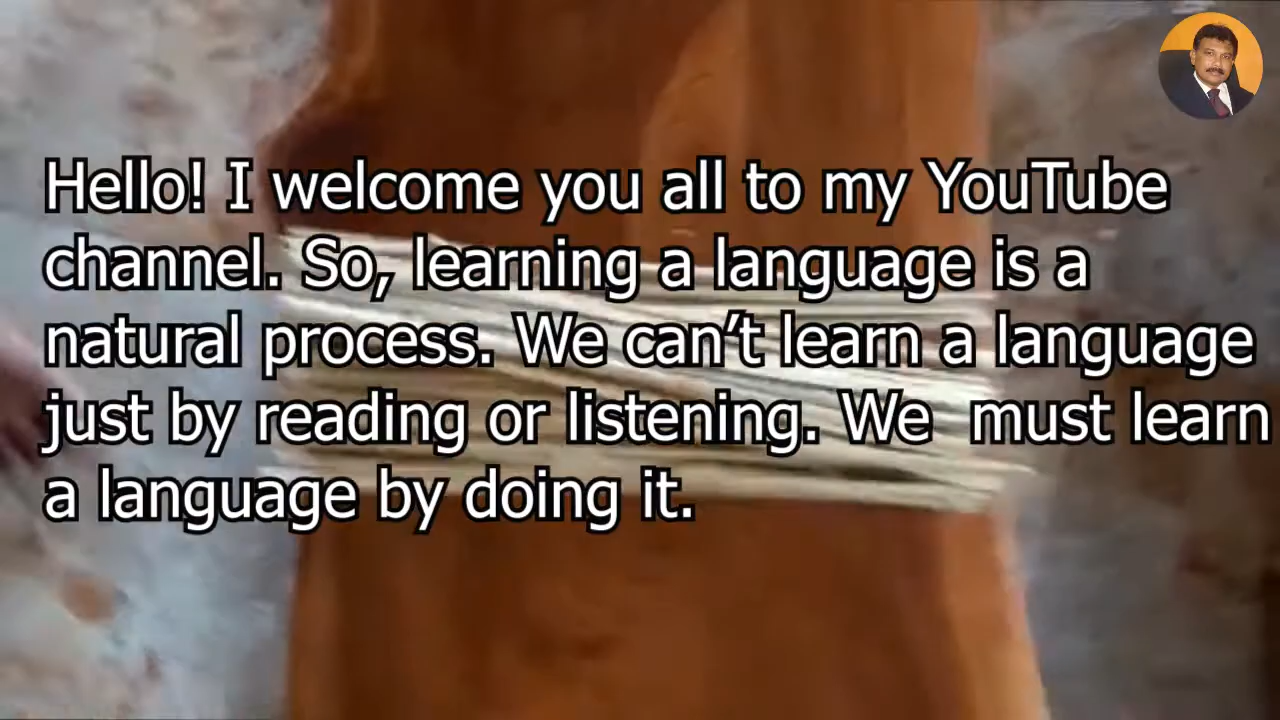 Hello! I welcome you all to my YouTube
channel. So, learning a language is a
natural process. We can’t learn a language
just by reading or listening. We  must learn
a language by doing it.